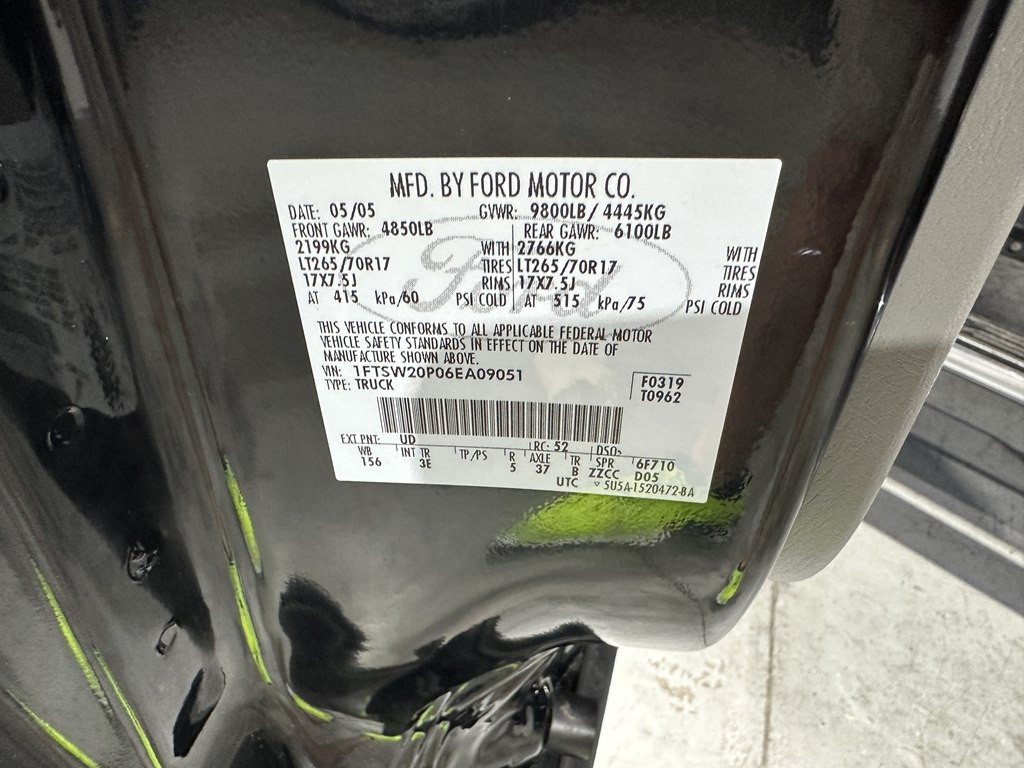 MFD. BY FORD MOTOR CO.
DATE: 05/05 GVWR: 9800LB/ 4445KG
FRONT GAWR: 4850LB REAR GAWR: 6100LB
2199KG WITH 2766KG WITH
LT265/70R17 TIRES LT265/70R17 TIRES
17X7.5J RIMS 17X7.5J RIMS
AT 415 kPa/60 PSI COLD AT 515 kPa/75 PSI COLD
Ford
THIS VEHICLE CONFORMS TO ALL APPLICABLE FEDERAL MOTOR
VEHICLE SAFETY STANDARDS IN EFFECT ON THE DATE OF
MANUFACTURE SHOWN ABOVE.
VIN: 1FTSW20P06EA09051
TYPE: TRUCK
F0319
T0962
EXT PNT: UD RC: 52 DSO:
WB INT TR TP/PS R AXLE TR SPR 6F710
156 3E 5 37 B ZZCC D05
UTC ▽ 5U5A-1520472-BA